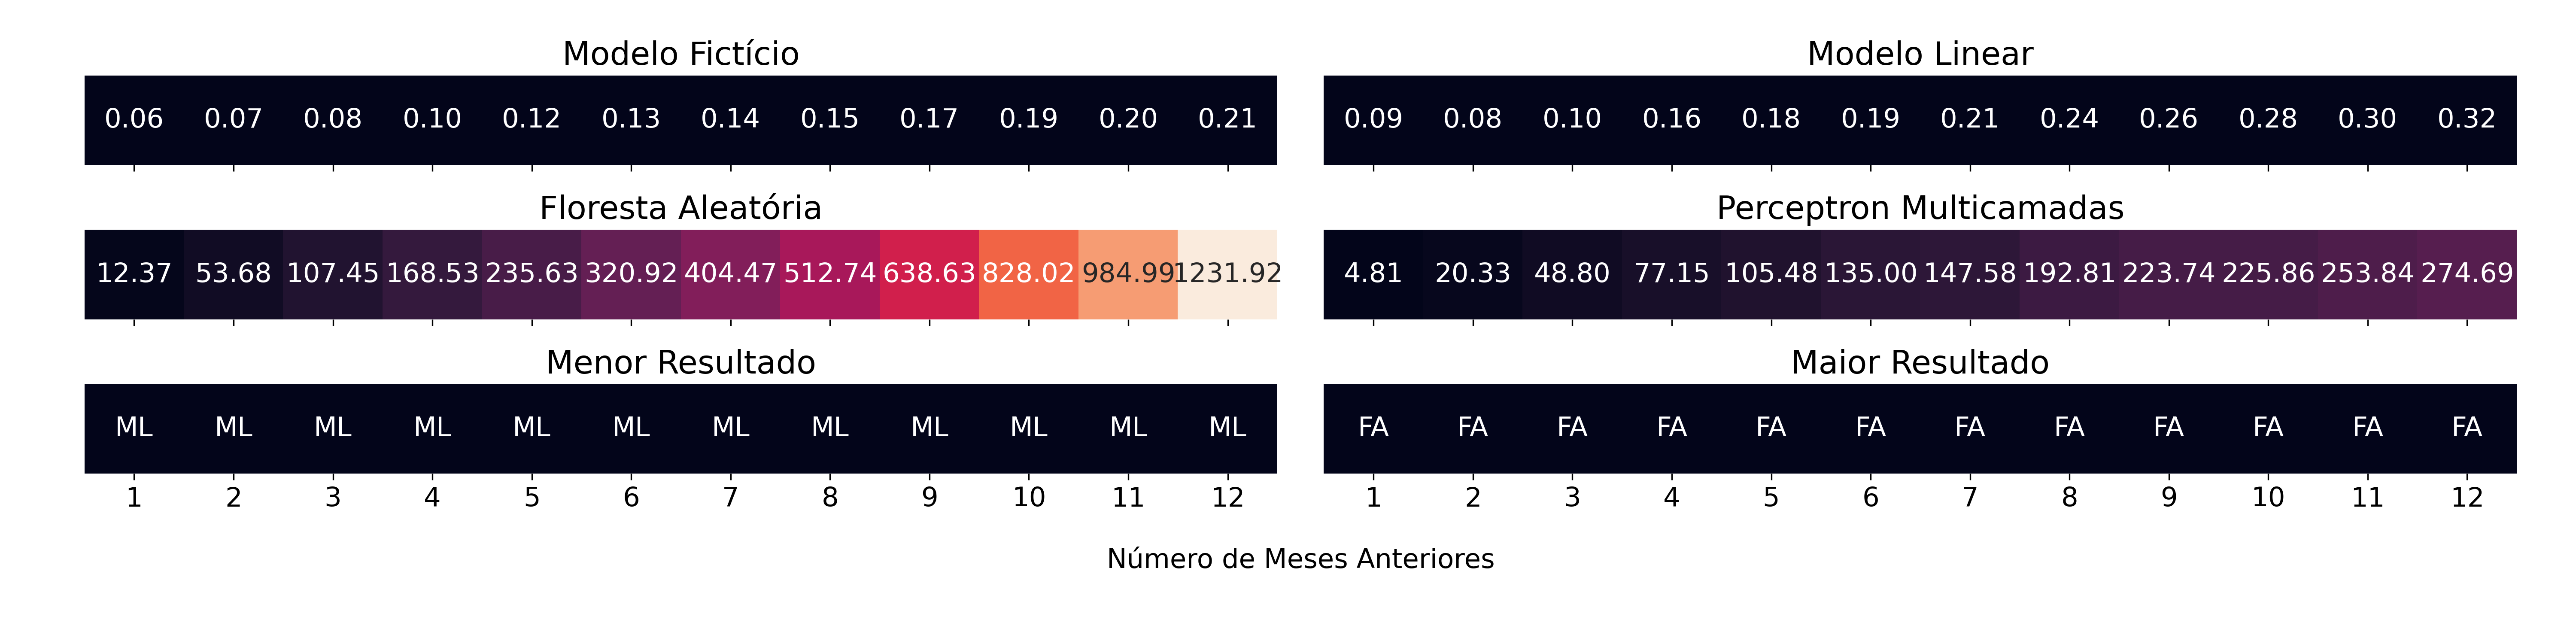 Modelo Fictício
0.06 0.07 0.08 0.10 0.12 0.13 0.14 0.15 0.17 0.19 0.20 0.21
Modelo Linear
0.09 0.08 0.10 0.16 0.18 0.19 0.21 0.24 0.26 0.28 0.30 0.32
Floresta Aleatória
12.37 53.68 107.45 168.53 235.63 320.92 404.47 512.74 638.63 828.02 984.99 1231.92
Perceptron Multicamadas
4.81 20.33 48.80 77.15 105.48 135.00 147.58 192.81 223.74 225.86 253.84 274.69
Menor Resultado
ML ML ML ML ML ML ML ML ML ML ML ML
1 2 3 4 5 6 7 8 9 10 11 12
Maior Resultado
FA FA FA FA FA FA FA FA FA FA FA FA
1 2 3 4 5 6 7 8 9 10 11 12
Número de Meses Anteriores